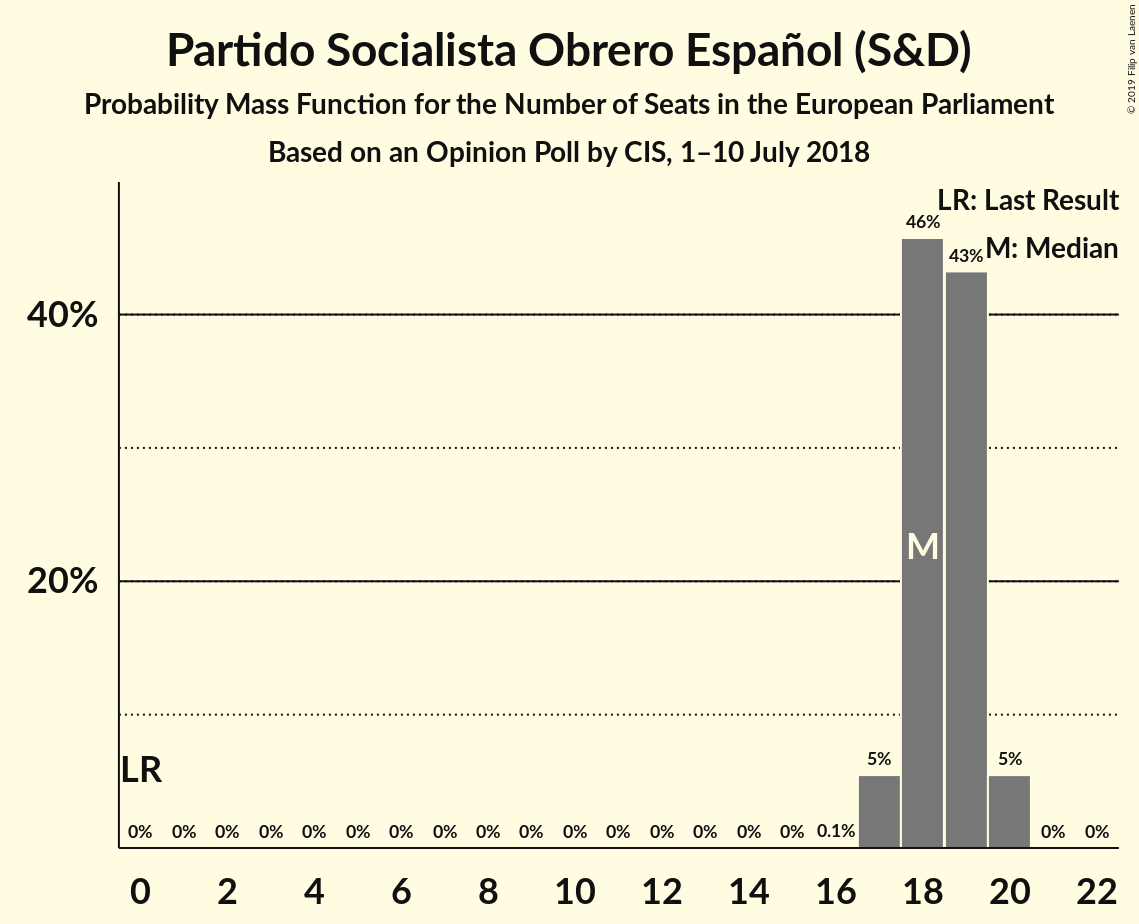 Partido Socialista Obrero Español (S&D)
Probability Mass Function for the Number of Seats in the European Parliament
Based on an Opinion Poll by CIS, 1–10 July 2018
© 2019 Filip van Laenen
LR: Last Result
M: Median
46%
43%
40%
20%
M
LR
5%
5%
0% 0% 0% 0% 0% 0% 0% 0% 0% 0% 0% 0% 0% 0% 0% 0% 0.1% 0% 0%
0 2 4 6 8 10 12 14 16 18 20 22